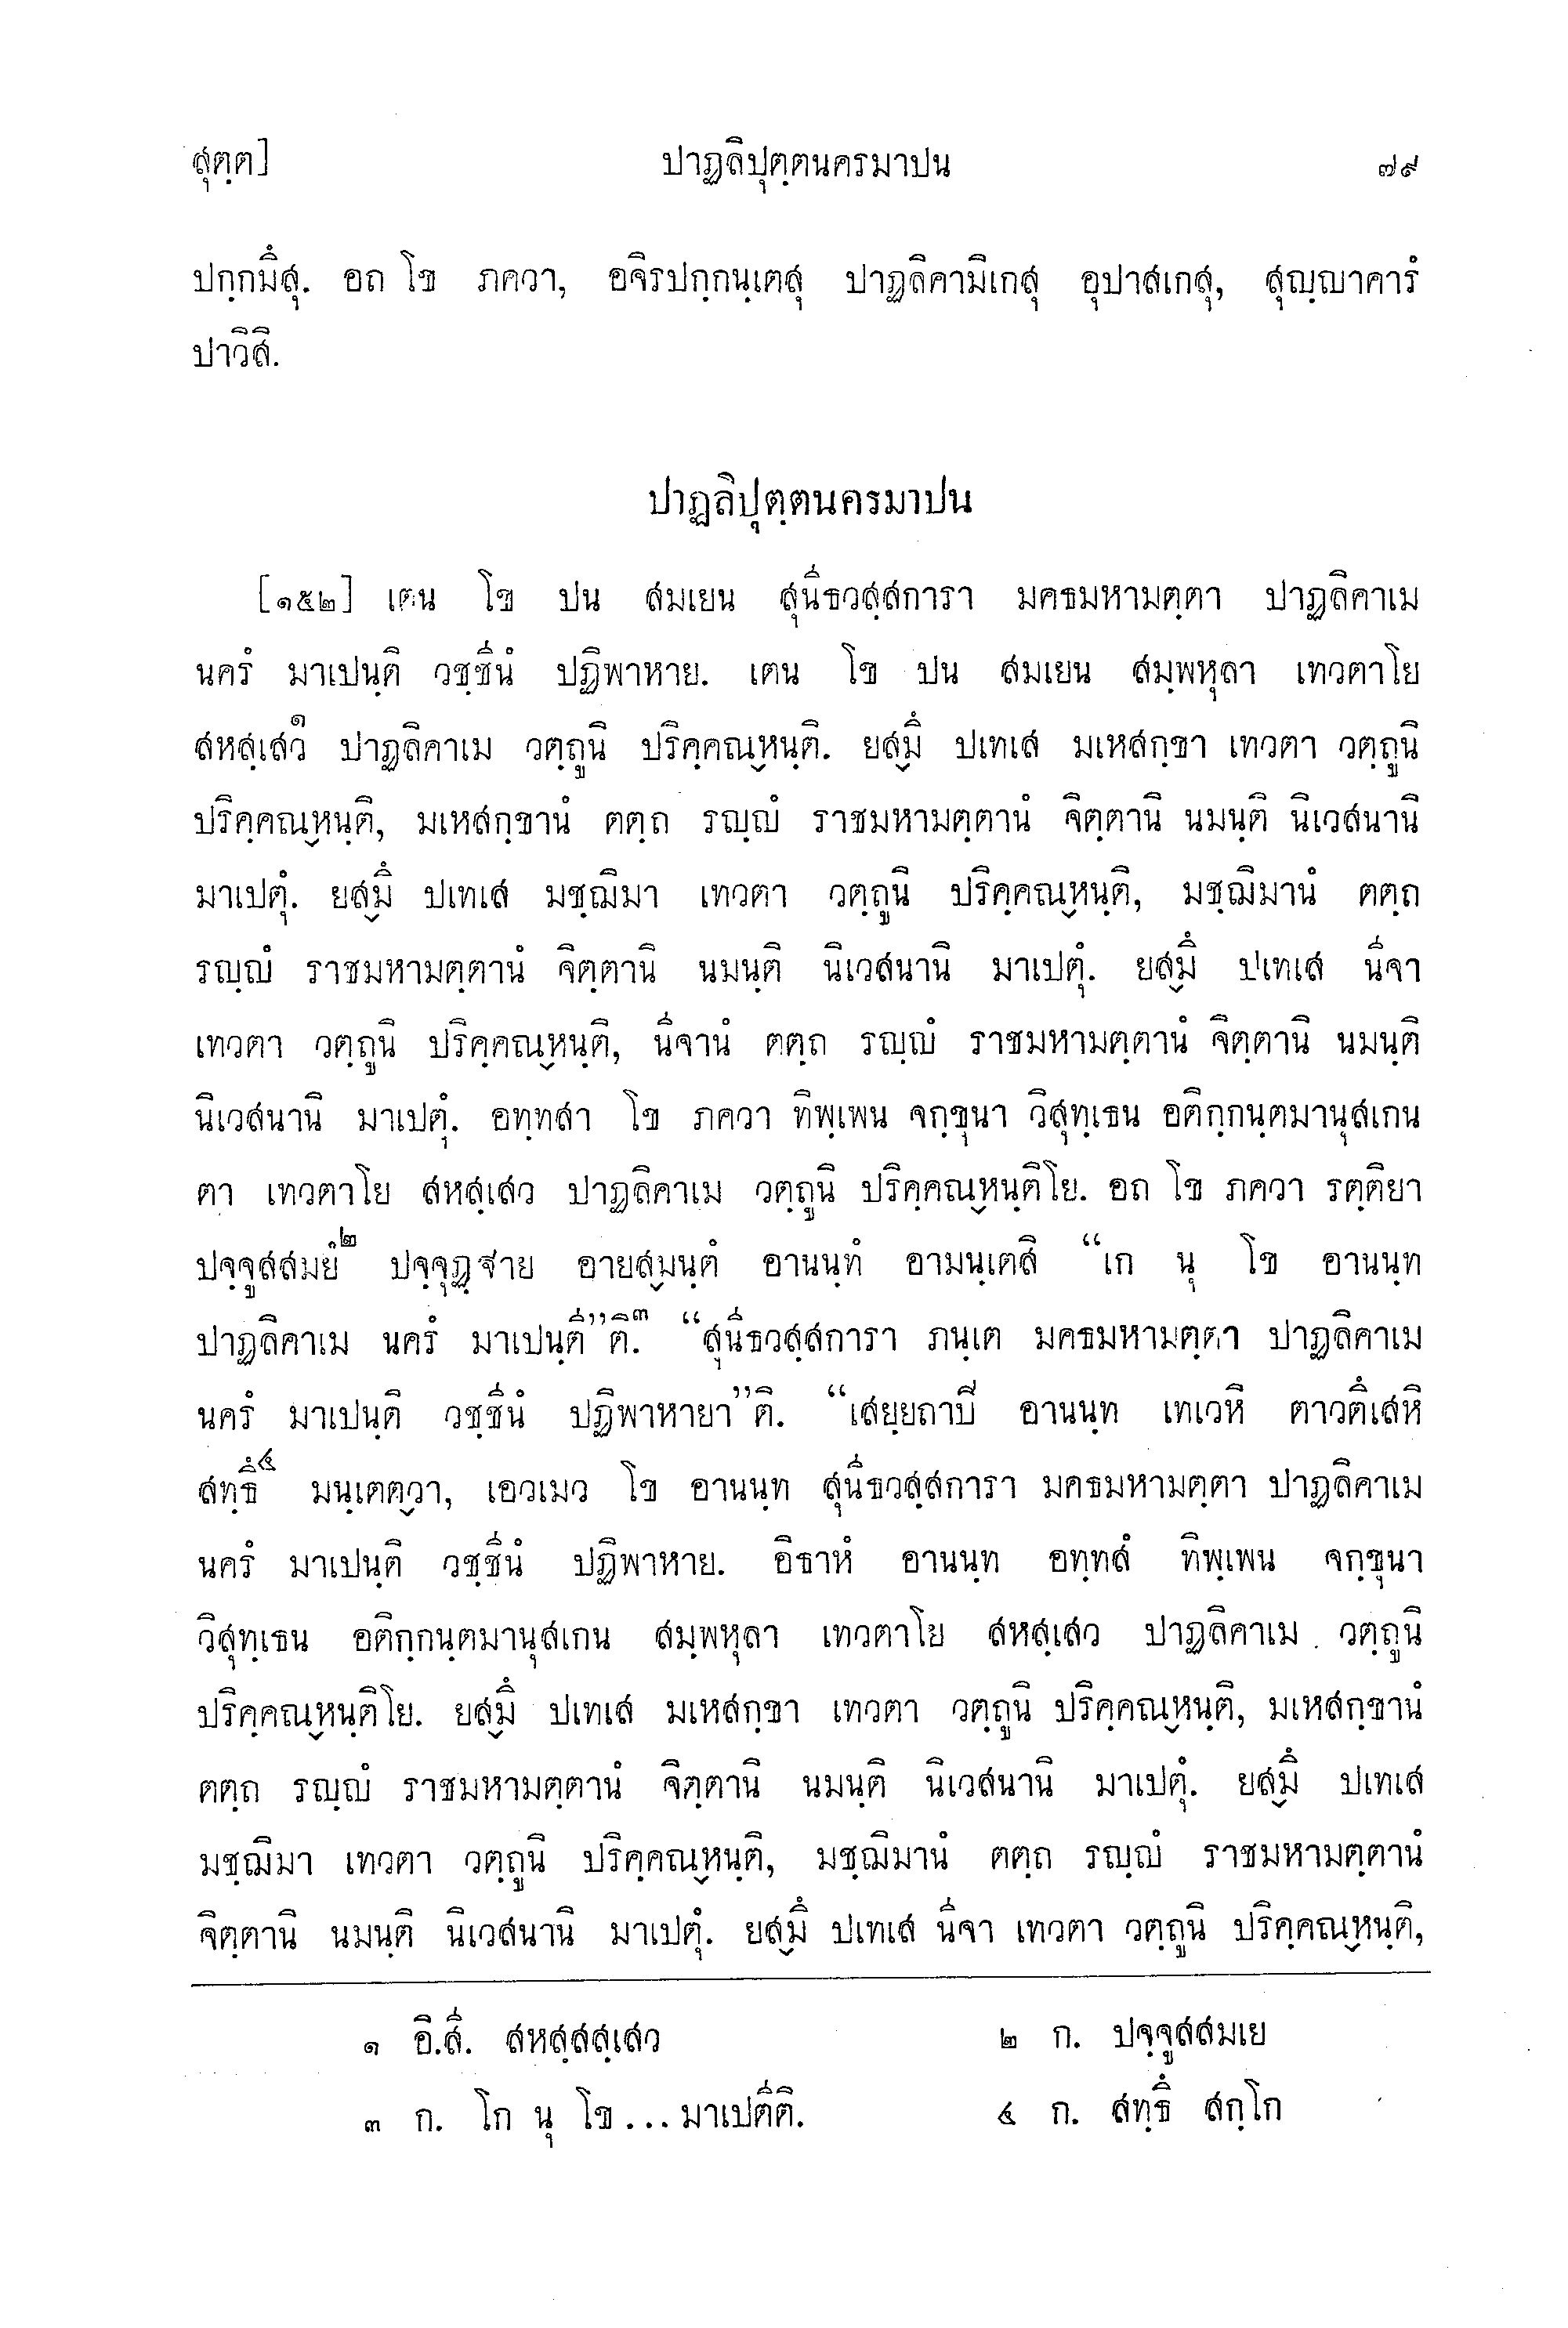 สุตฺต] ปาฏลิปุตฺตนครมาปน ๗๙
ปกฺกมึสุ. อถ โข ภควา, อจิรปกฺกนฺเตสุ ปาฏลิคามิเกสุ อุปาสเกสุ, สุญฺญาคารํ
ปาวิสิ.
ปาฏลิปุตฺตนครมาปน
[๑๕๒] เตน โข ปน สมเยน สุนีธวสฺสการา มคธมหามตฺตา ปาฏลิคาเม
นครํ มาเปนฺติ วชฺชีนํ ปฏิพาหาย. เตน โข ปน สมเยน สมฺพหุลา เทวตาโย
สหสฺเสว๑ ปาฏลิคาเม วตฺถูนิ ปริคฺคณฺหนฺติ. ยสฺมึ ปเทเส มเหสกฺขา เทวตา วตฺถูนิ
ปริคฺคณฺหนฺติ, มเหสกฺขานํ ตตฺถ รญฺญํ ราชมหามตฺตานํ จิตฺตานิ นมนฺติ นิเวสนานิ
มาเปตุํ. ยสฺมึ ปเทเส มชฺฌิมา เทวตา วตฺถูนิ ปริคฺคณฺหนฺติ, มชฺฌิมานํ ตตฺถ
รญฺญํ ราชมหามตฺตานํ จิตฺตานิ นมนฺติ นิเวสนานิ มาเปตุํ. ยสฺมึ ปเทเส นีจา
เทวตา วตฺถูนิ ปริคฺคณฺหนฺติ, นีจานํ ตตฺถ รญฺญํ ราชมหามตฺตานํ จิตฺตานิ นมนฺติ
นิเวสนานิ มาเปตุํ. อทฺทสา โข ภควา ทิพฺเพน จกฺขุนา วิสุทฺเธน อติกฺกนฺตมานุสเกน
ตา เทวตาโย สหสฺเสว ปาฏลิคาเม วตฺถูนิ ปริคฺคณฺหนฺติโย. อถ โข ภควา รตฺติยา
ปจฺจูสสมยํ๒ ปจฺจุฏฺฐาย อายสฺมนฺตํ อานนฺทํ อามนฺเตสิ “เก นุ โข อานนฺท
ปาฏลิคาเม นครํ มาเปนฺตี”ติ.๓ “สุนีธวสฺสการา ภนฺเต มคธมหามตฺตา ปาฏลิคาเม
นครํ มาเปนฺติ วชฺชีนํ ปฏิพาหายา”ติ. “เสยฺยถาปี อานนฺท เทเวหิ ตาวตึเสหิ
สทฺธึ๔ มนฺเตตฺวา, เอวเมว โข อานนฺท สุนีธวสฺสการา มคธมหามตฺตา ปาฏลิคาเม
นครํ มาเปนฺติ วชฺชีนํ ปฏิพาหาย. อิธาหํ อานนฺท อทฺทสํ ทิพฺเพน จกฺขุนา
วิสุทฺเธน อติกฺกนฺตมานุสเกน สมฺพหุลา เทวตาโย สหสฺเสว ปาฏลิคาเม วตฺถูนิ
ปริคฺคณฺหนฺติโย. ยสฺมึ ปเทเส มเหสกฺขา เทวตา วตฺถูนิ ปริคฺคณฺหนฺติ, มเหสกฺขานํ
ตตฺถ รญฺญํ ราชมหามตฺตานํ จิตฺตานิ นมนฺติ นิเวสนานิ มาเปตุํ. ยสฺมึ ปเทเส
มชฺฌิมา เทวตา วตฺถูนิ ปริคฺคณฺหนฺติ, มชฺฌิมานํ ตตฺถ รญฺญํ ราชมหามตฺตานํ
จิตฺตานิ นมนฺติ นิเวสนานิ มาเปตุํ. ยสฺมึ ปเทเส นีจา เทวตา วตฺถูนิ ปริคฺคณฺหนฺติ,
๑ อิ.สี. สหสฺสสฺเสว ๒ ก. ปจฺจูสสมเย
๓ ก. โก นุ โข...มาเปตีติ. ๔ ก. สทฺธึ สกฺโก